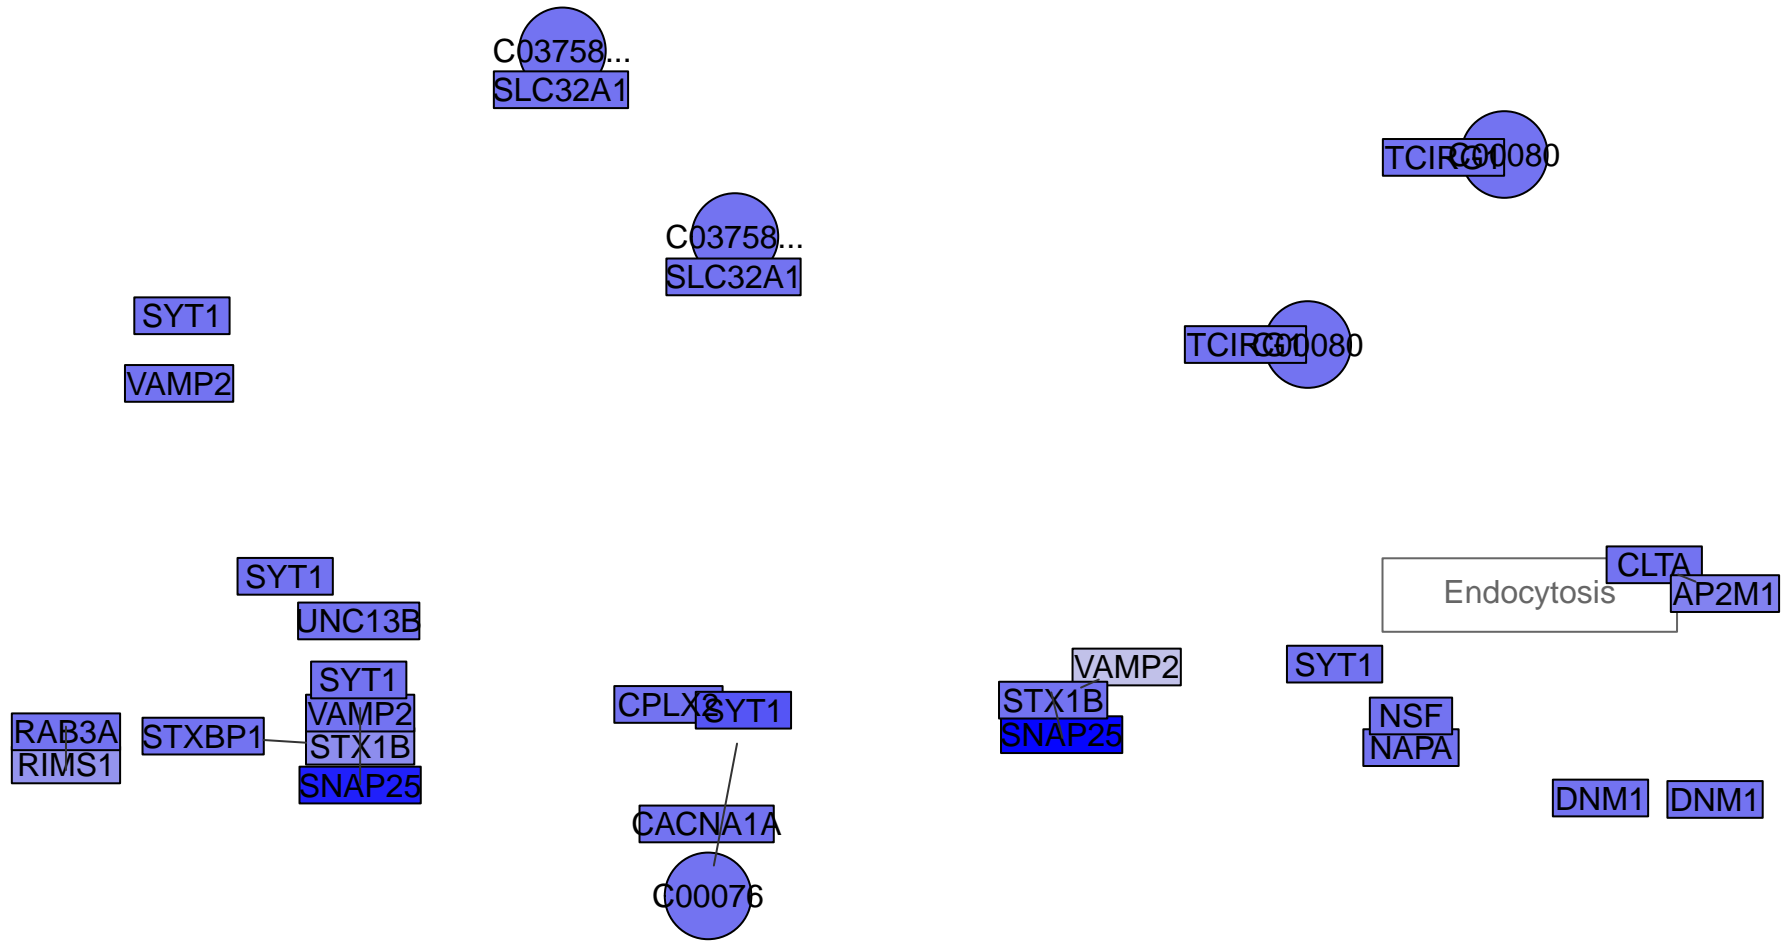 C03758...
SLC32A1
TCIRG1
C00080
C03758...
SLC32A1
SYT1
TCIRG1
C00080
VAMP2
SYT1
UNC13B
CLTA
Endocytosis
AP2M1
SYT1
VAMP2
STX1B
SNAP25
RAB3A
RIMS1
STXBP1
SYT1
VAMP2
STX1B
SNAP25
CPLX2
SYT1
CACNA1A
C00076
NSF
NAPA
DNM1
DNM1